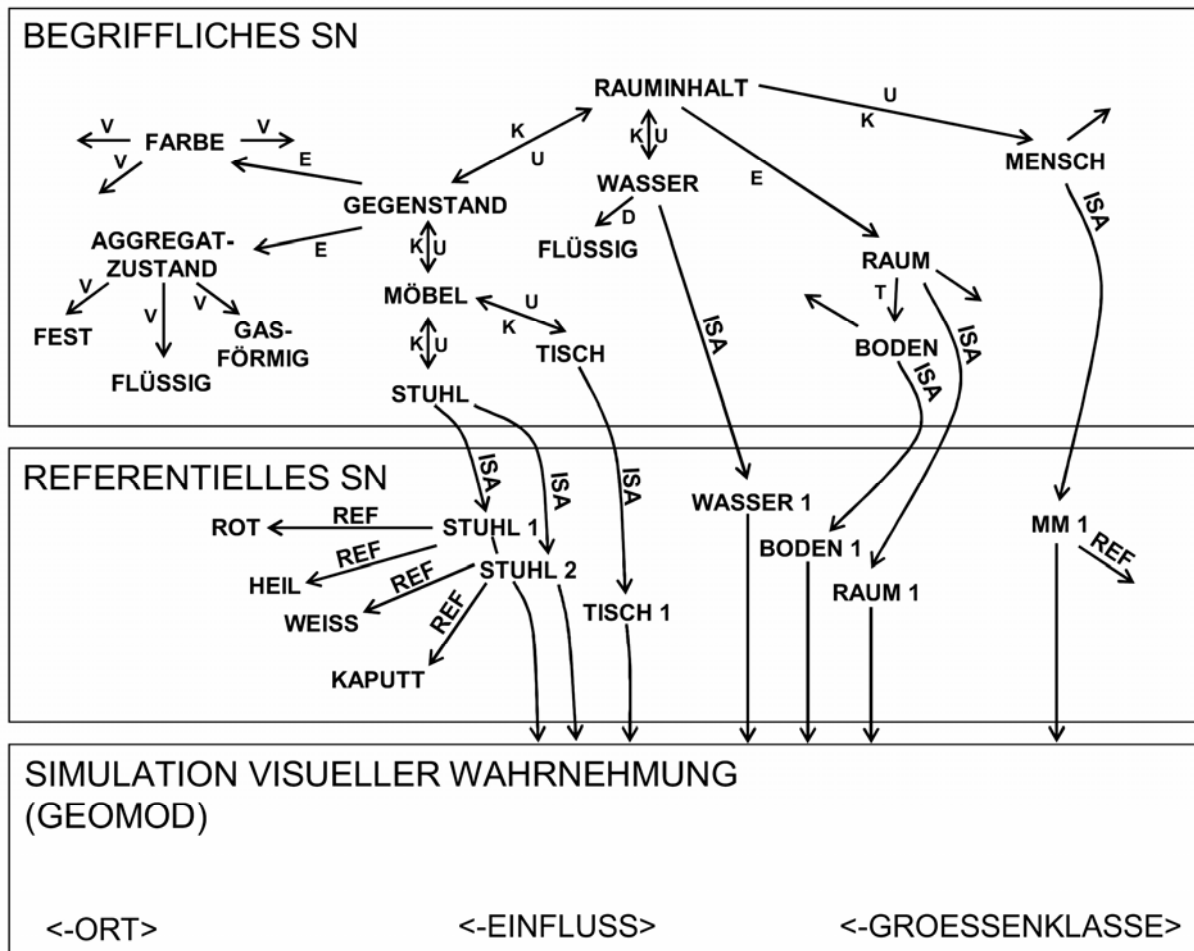 BEGRIFFLICHES SN
RAUMINHALT
U
K
V
FARBE
V
K
K U
MENSCH
V
E
U
WASSER
E
GEGENSTAND
D
ISA
AGGREGAT-
ZUSTAND
E
K U
FLÜSSIG
RAUM
V
V
V
MÖBEL
U
T
FEST
GAS-
FÖRMIG
K
TISCH
ISA
BODEN
ISA
FLÜSSIG
K U
STUHL
ISA
REFERENTIELLES SN
ISA
ISA
ISA
WASSER 1
ROT
REF
STUHL 1
BODEN 1
MM 1
REF
HEIL
REF
STUHL 2
RAUM 1
WEISS
REF
REF
TISCH 1
KAPUTT
SIMULATION VISUELLER WAHRNEHMUNG
(GEOMOD)
<-ORT>
<-EINFLUSS>
<-GROESSENKLASSE>